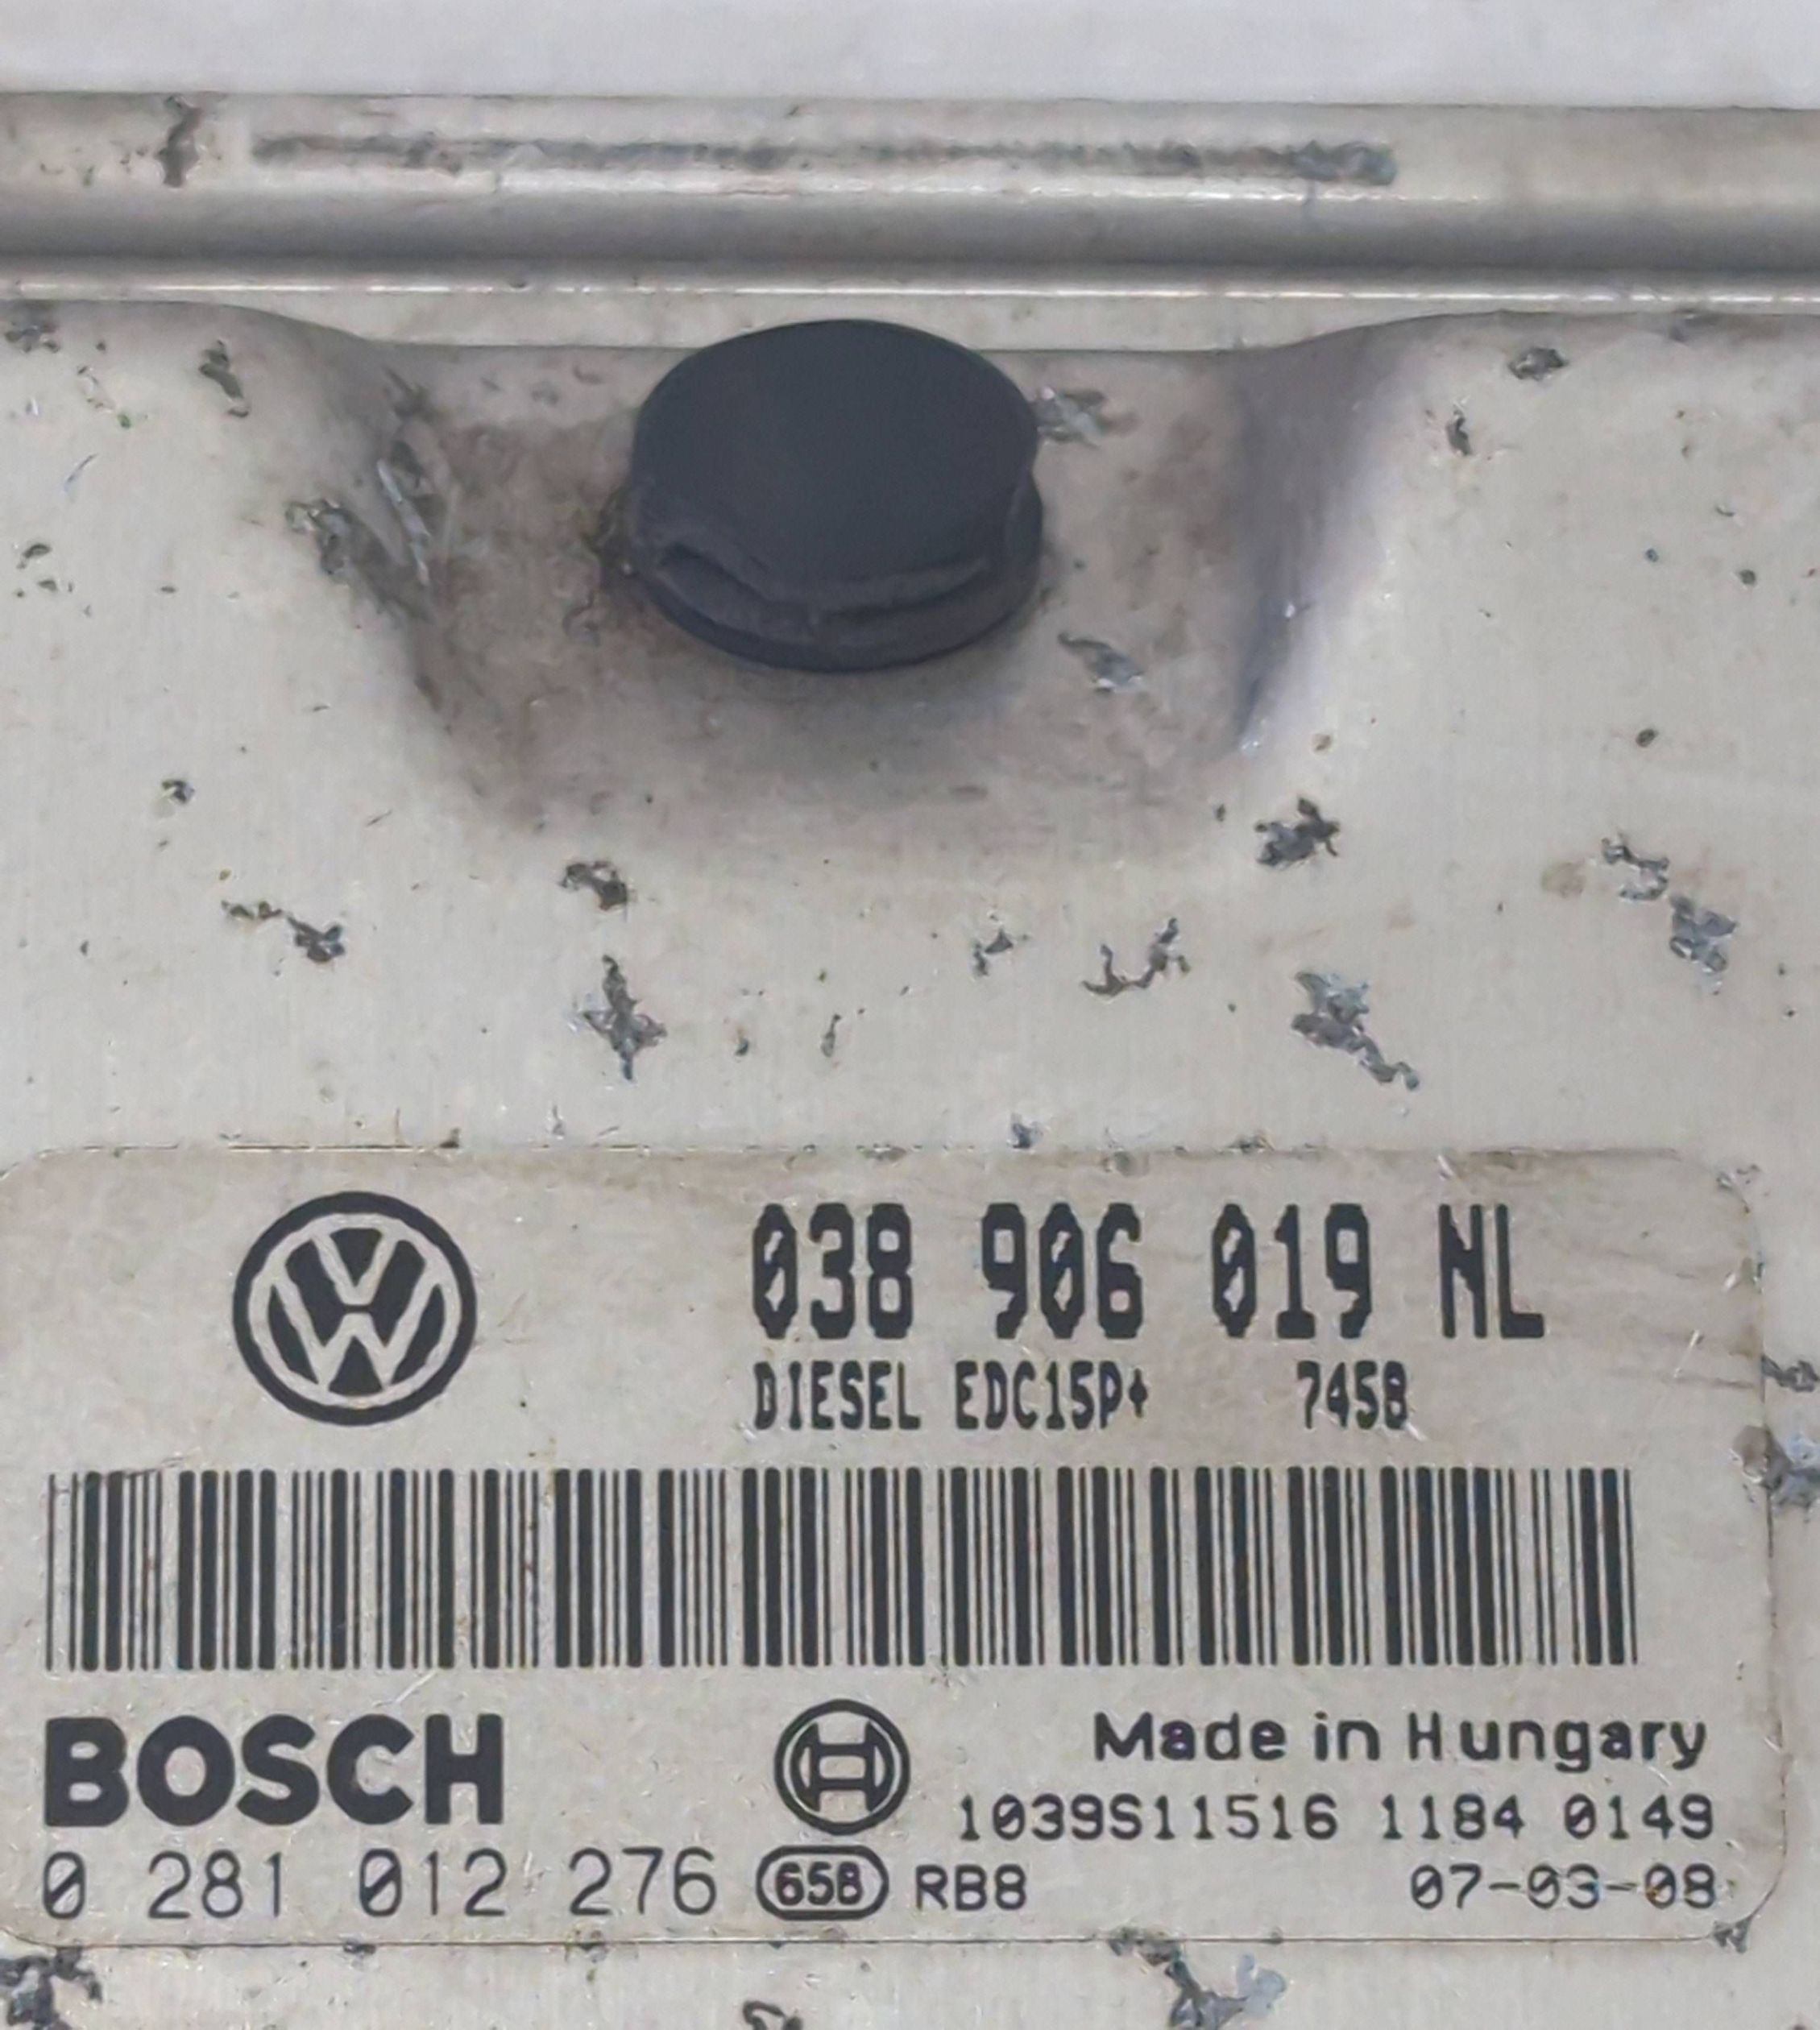 038 906 019 NL
DIESEL EDC15P+ 7458
BOSCH
Made in Hungary
1039S11516 1184 0149
0 281 012 276 658 RB8 07-03-08